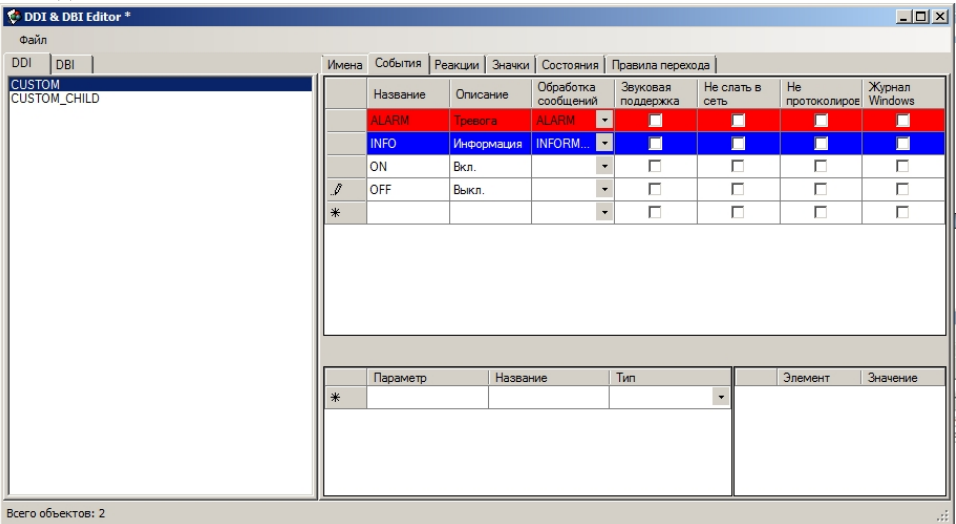 DDI & DBI Editor *
Файл
DDI DBI
CUSTOM
CUSTOM_CHILD
Имена События Реакции Значки Состояния Правила перехода
Название Описание Обработка сообщений Звуковая поддержка Не слать в сеть Не протоколиров Журнал Windows
ALARM Тревога ALARM
INFO Информация INFORM...
ON Вкл.
OFF Выкл.
Параметр Название Тип Элемент Значение
Всего объектов: 2